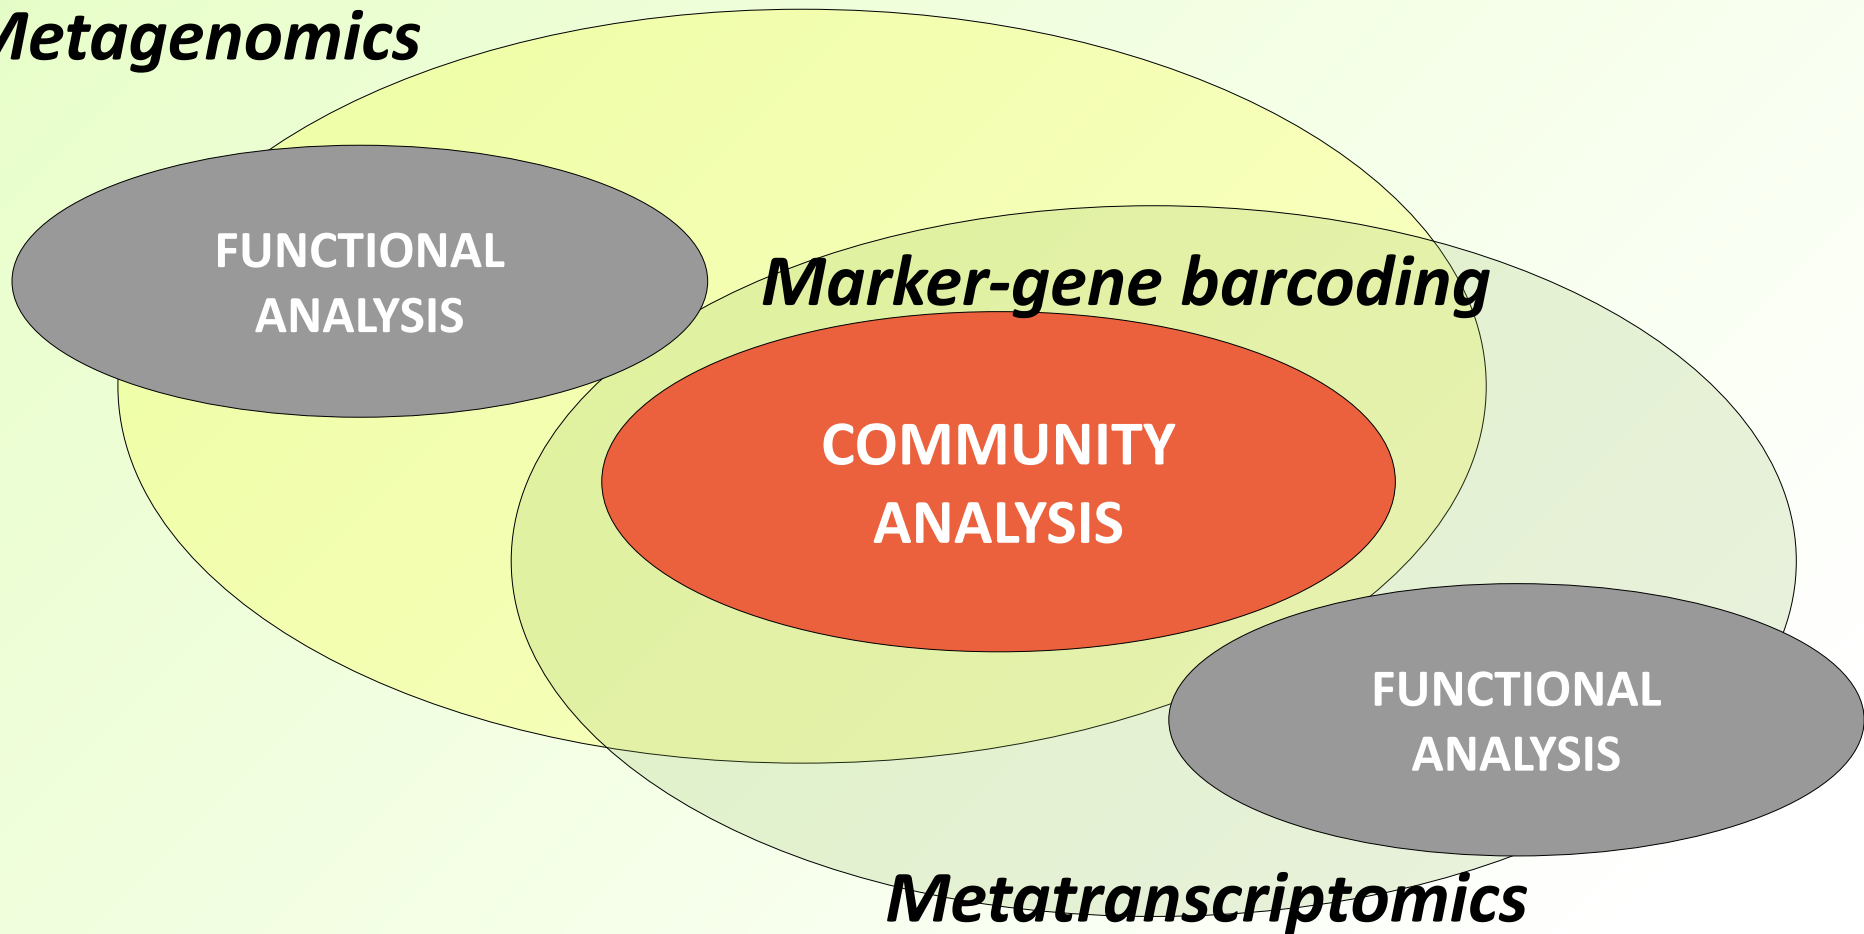 Metagenomics
FUNCTIONAL
ANALYSIS
Marker-gene barcoding
COMMUNITY
ANALYSIS
FUNCTIONAL
ANALYSIS
Metatranscriptomics